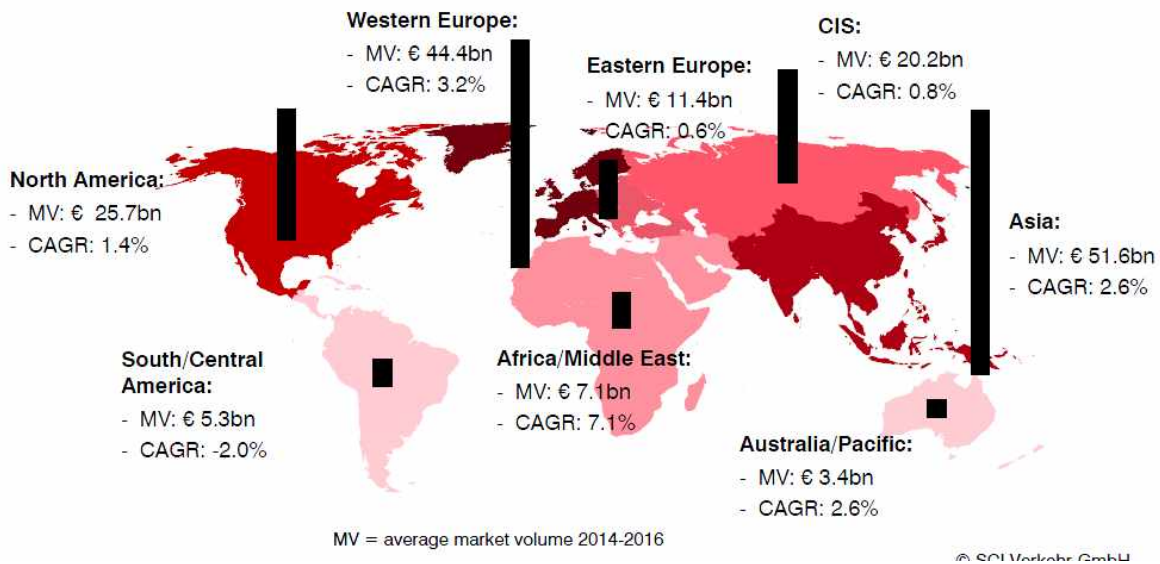 Western Europe:
- MV: € 44.4bn
- CAGR: 3.2%
Eastern Europe:
- MV: € 11.4bn
- CAGR: 0.6%
CIS:
- MV: € 20.2bn
- CAGR: 0.8%
North America:
- MV: € 25.7bn
- CAGR: 1.4%
Asia:
- MV: € 51.6bn
- CAGR: 2.6%
South/Central
America:
- MV: € 5.3bn
- CAGR: -2.0%
Africa/Middle East:
- MV: € 7.1bn
- CAGR: 7.1%
Australia/Pacific:
- MV: € 3.4bn
- CAGR: 2.6%
MV = average market volume 2014-2016
© SCI Verkehr GmbH